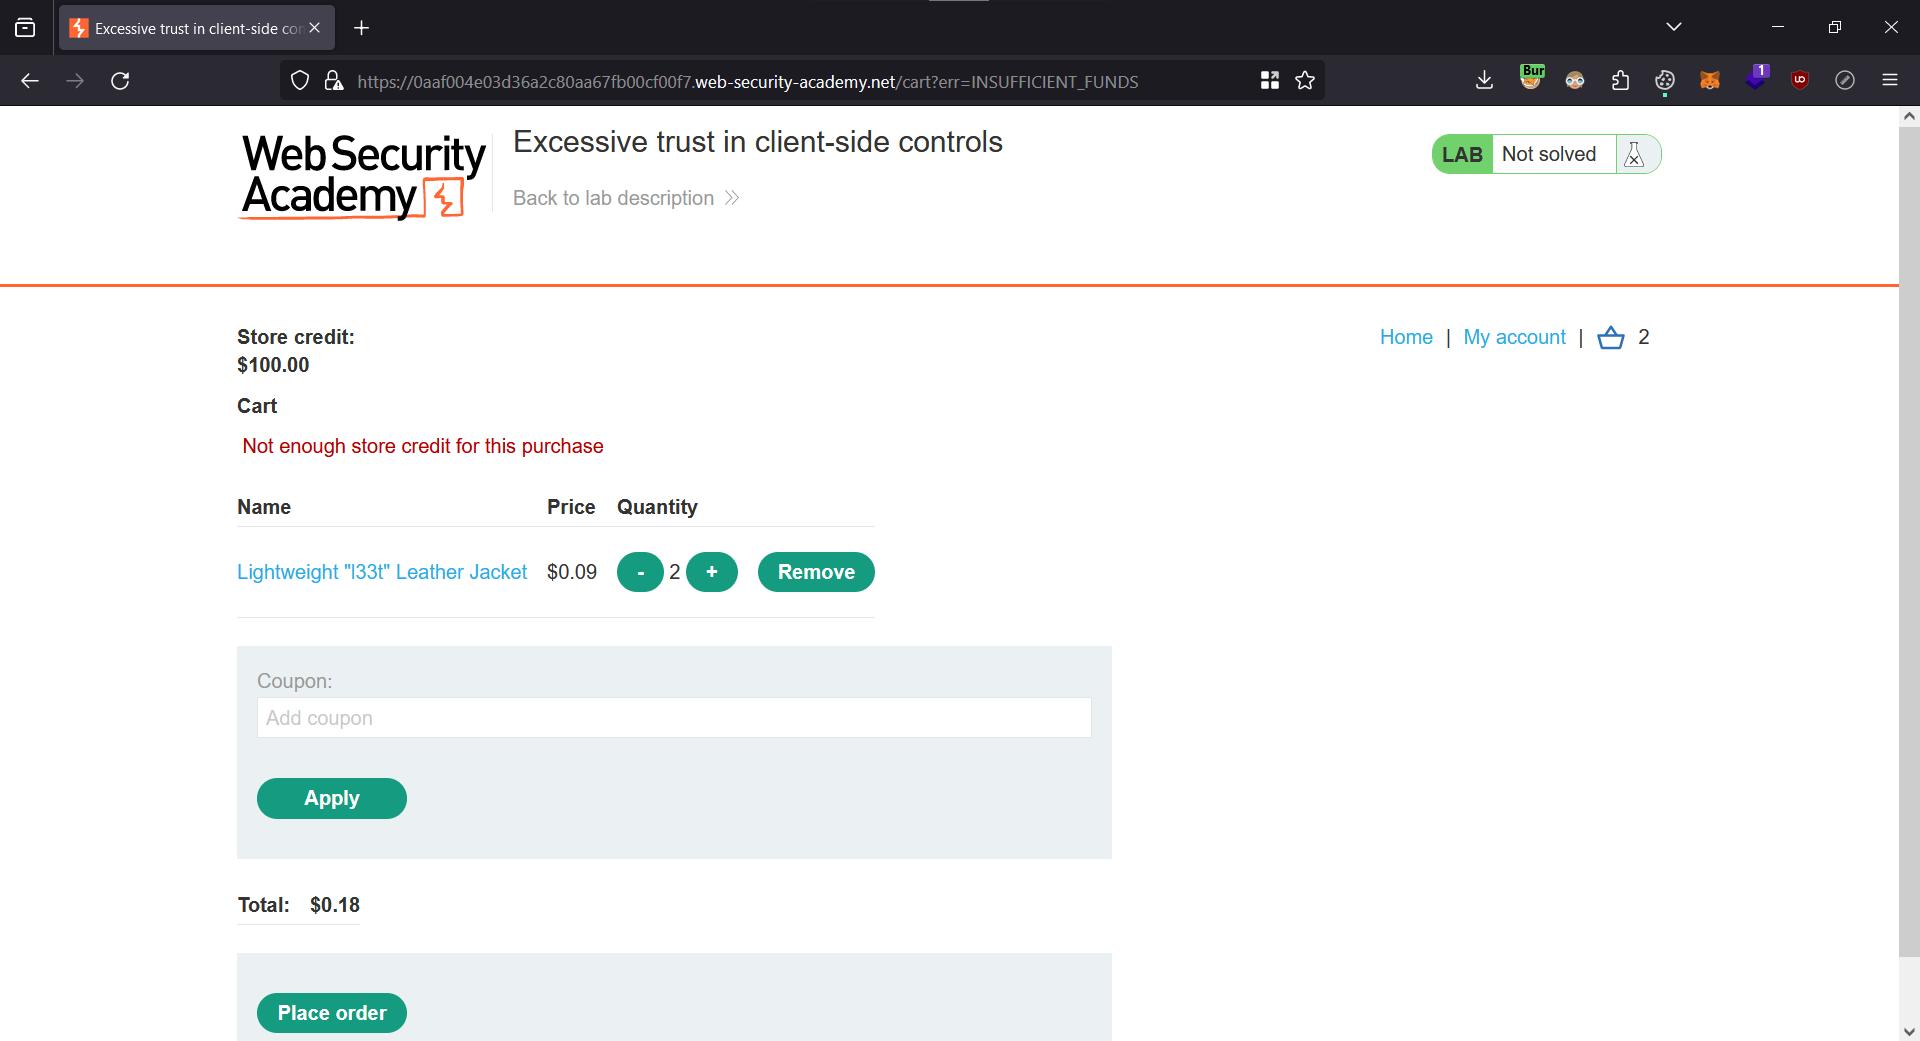 Excessive trust in client-side con
https://0aaf004e03d36a2c80aa67fb00cf00f7.web-security-academy.net/cart?err=INSUFFICIENT_FUNDS
Bur
1
Web Security
Academy
Excessive trust in client-side controls
Back to lab description
LAB
Not solved
Store credit:
$100.00
Home | My account | 2
Cart
Not enough store credit for this purchase
Name Price Quantity
Lightweight "l33t" Leather Jacket $0.09 - 2 + Remove
Coupon:
Add coupon
Apply
Total: $0.18
Place order